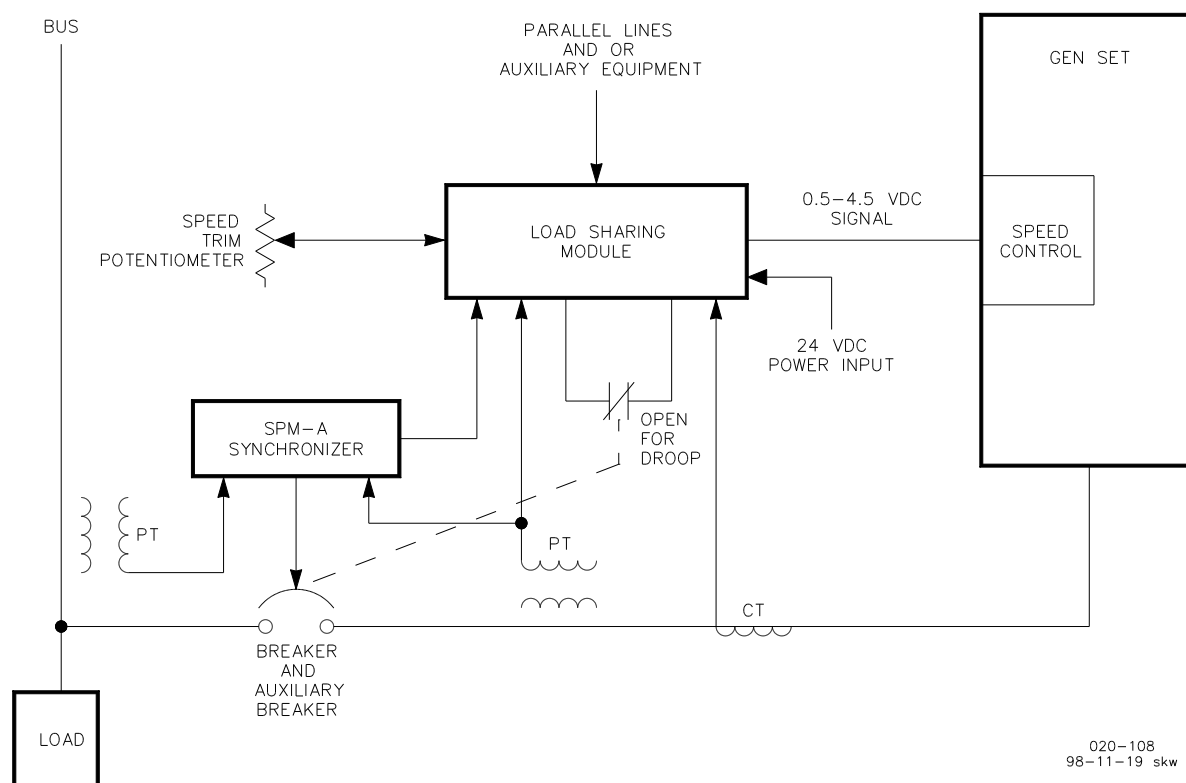 BUS
PARALLEL LINES
AND OR
AUXILIARY EQUIPMENT
GEN SET
SPEED
TRIM
POTENTIOMETER
LOAD SHARING
MODULE
0.5-4.5 VDC
SIGNAL
SPEED
CONTROL
24 VDC
POWER INPUT
SPM-A
SYNCHRONIZER
OPEN
FOR
DROOP
PT
PT
CT
BREAKER
AND
AUXILIARY
BREAKER
LOAD
020-108
98-11-19 skw